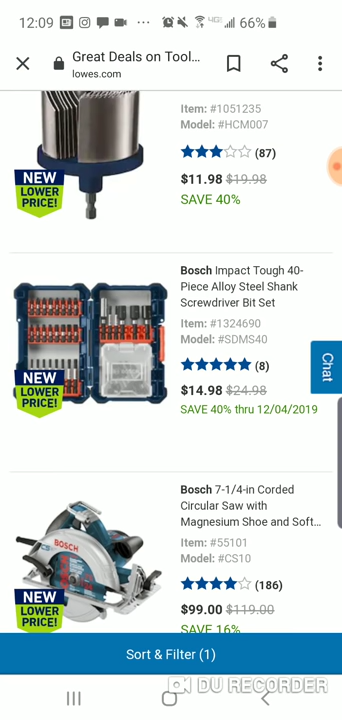 12:09
66%
Great Deals on Tool...
lowes.com
Item: #1051235
Model: #HCM007
(87)
$11.98 $19.98
SAVE 40%
NEW
LOWER
PRICE!
Bosch Impact Tough 40-
Piece Alloy Steel Shank
Screwdriver Bit Set
Item: #1324690
Model: #SDMS40
(8)
$14.98 $24.98
SAVE 40% thru 12/04/2019
NEW
LOWER
PRICE!
Chat
Bosch 7-1/4-in Corded
Circular Saw with
Magnesium Shoe and Soft...
Item: #55101
Model: #CS10
(186)
$99.00 $119.00
SAVE 16%
BOSCH
NEW
LOWER
PRICE!
Sort & Filter (1)
DU RECORDER